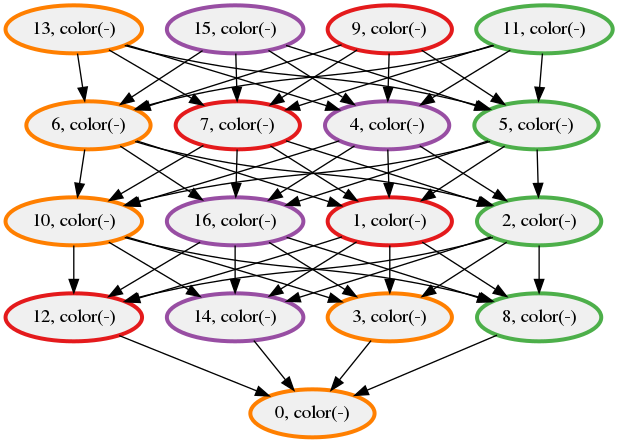 13, color(-)
15, color(-)
9, color(-)
11, color(-)
6, color(-)
7, color(-)
4, color(-)
5, color(-)
10, color(-)
16, color(-)
1, color(-)
2, color(-)
12, color(-)
14, color(-)
3, color(-)
8, color(-)
0, color(-)